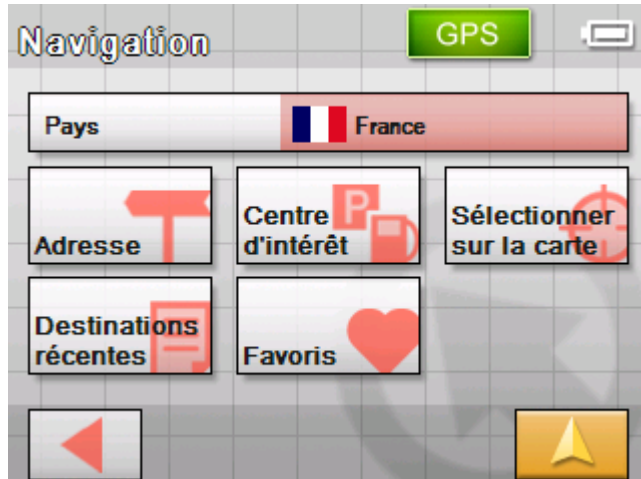 Navigation
GPS
Pays
France
Adresse
Centre
d'intérêt
P
Sélectionner
sur la carte
Destinations
récentes
Favoris